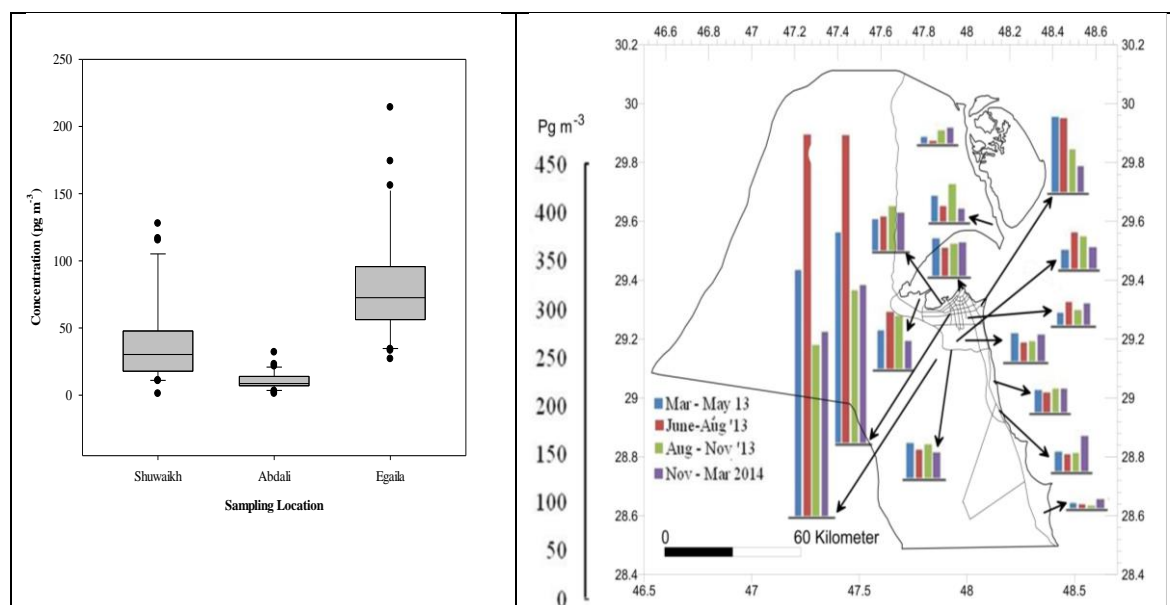 250
200
150
100
50
0
Concentration (pg m-3)
Shuwaikh Abdali Egaila
Sampling Location
46.6 46.8 47 47.2 47.4 47.6 47.8 48 48.2 48.4 48.6
30.2 30.2
30 30
29.8 29.8
29.6 29.6
29.4 29.4
29.2 29.2
29 29
28.8 28.8
28.6 28.6
28.4 28.4
46.5 47 47.5 48 48.5
Pg m-3
450
400
350
300
250
200
150
100
50
0
Mar - May 13
June-Aug '13
Aug - Nov '13
Nov - Mar 2014
0 60 Kilometer